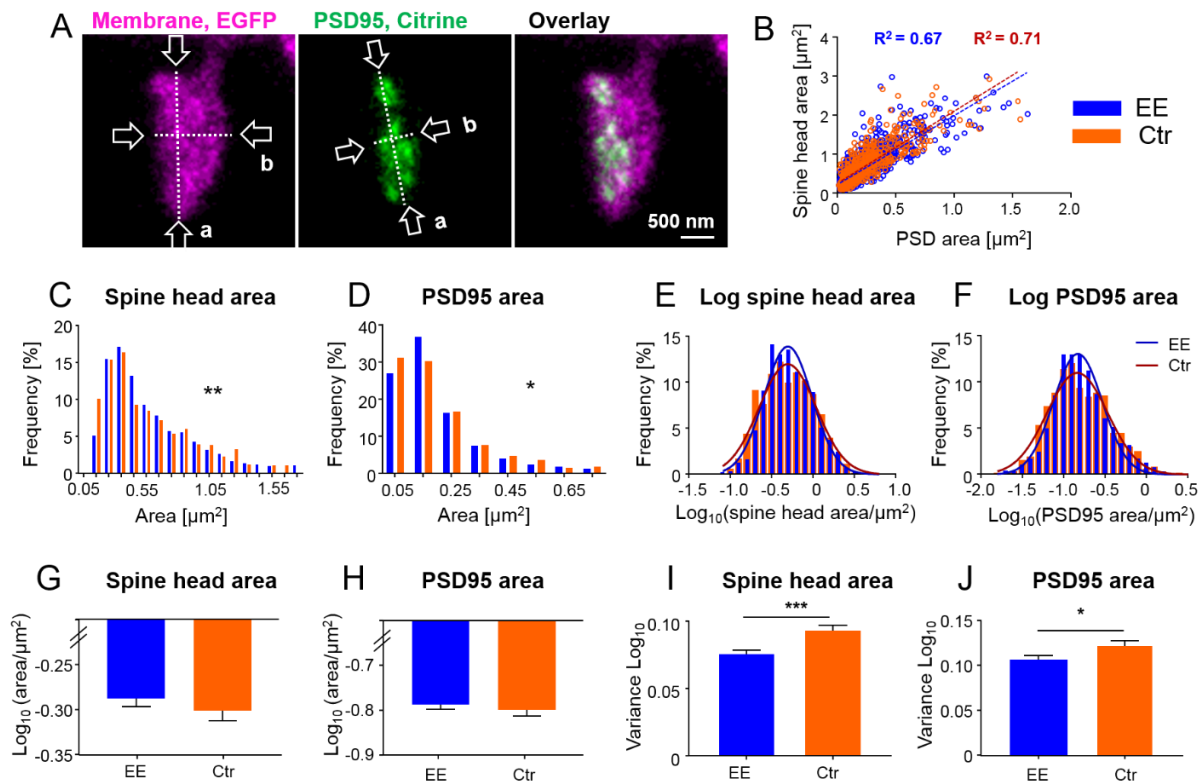 A
Membrane, EGFP
PSD95, Citrine
Overlay
b
a
b
a
500 nm
B
R² = 0.67
R² = 0.71
Spine head area [µm²]
4
3
2
1
0
0
0.5
1.0
1.5
2.0
PSD area [µm²]
EE
Ctr
C
Spine head area
Frequency [%]
20
15
10
5
0
**
0.05
0.55
1.05
1.55
Area [µm²]
D
PSD95 area
Frequency [%]
40
30
20
10
0
*
0.05
0.25
0.45
0.65
Area [µm²]
E
Log spine head area
Frequency [%]
15
10
5
0
-1.5
-1.0
-0.5
0
0.5
1.0
Log₁₀(spine head area/µm²)
F
Log PSD95 area
Frequency [%]
15
10
5
0
EE
Ctr
-2.0
-1.5
-1.0
-0.5
0
0.5
Log₁₀(PSD95 area/µm²)
G
Spine head area
Log₁₀ (area/µm²)
-0.25
-0.30
-0.35
EE
Ctr
H
PSD95 area
Log₁₀ (area/µm²)
-0.7
-0.8
-0.9
EE
Ctr
I
Spine head area
Variance Log₁₀
0.10
0.05
0
***
EE
Ctr
J
PSD95 area
Variance Log₁₀
0.15
0.10
0.05
0
*
EE
Ctr